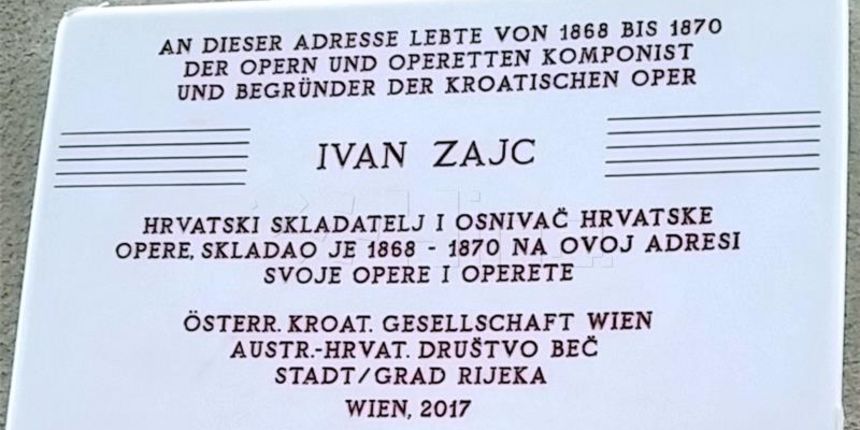 AN DIESER ADRESSE LEBTE VON 1868 BIS 1870
DER OPERN UND OPERETTEN KOMPONIST
UND BEGRÜNDER DER KROATISCHEN OPER
IVAN ZAJC
HRVATSKI SKLADATELJ I OSNIVAČ HRVATSKE
OPERE, SKLADAO JE 1868 - 1870 NA OVOJ ADRESI
SVOJE OPERE I OPERETE
ÖSTERR. KROAT. GESELLSCHAFT WIEN
AUSTR.-HRVAT. DRUŠTVO BEČ
STADT/GRAD RIJEKA
WIEN, 2017